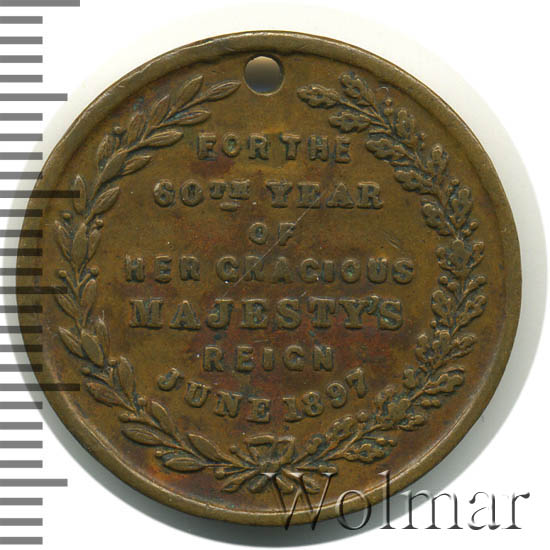 FOR THE
60TH YEAR
OF
HER GRACIOUS
MAJESTY'S
REIGN
JUNE 1897
Wolmar